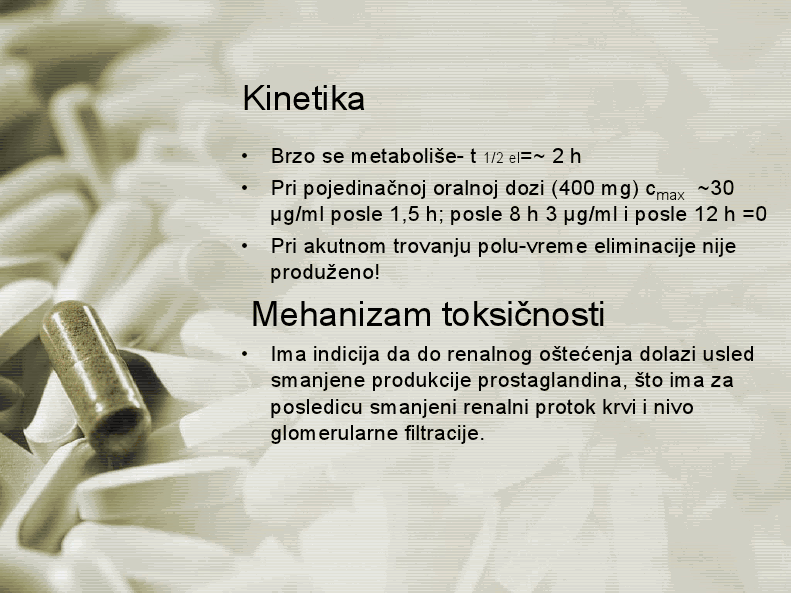 Kinetika
• Brzo se metaboliše- t 1/2 el=~ 2 h
• Pri pojedinačnoj oralnoj dozi (400 mg) cmax ~30
µg/ml posle 1,5 h; posle 8 h 3 µg/ml i posle 12 h =0
• Pri akutnom trovanju polu-vreme eliminacije nije
produženo!
Mehanizam toksičnosti
• Ima indicija da do renalnog oštećenja dolazi usled
smanjene produkcije prostaglandina, što ima za
posledicu smanjeni renalni protok krvi i nivo
glomerularne filtracije.